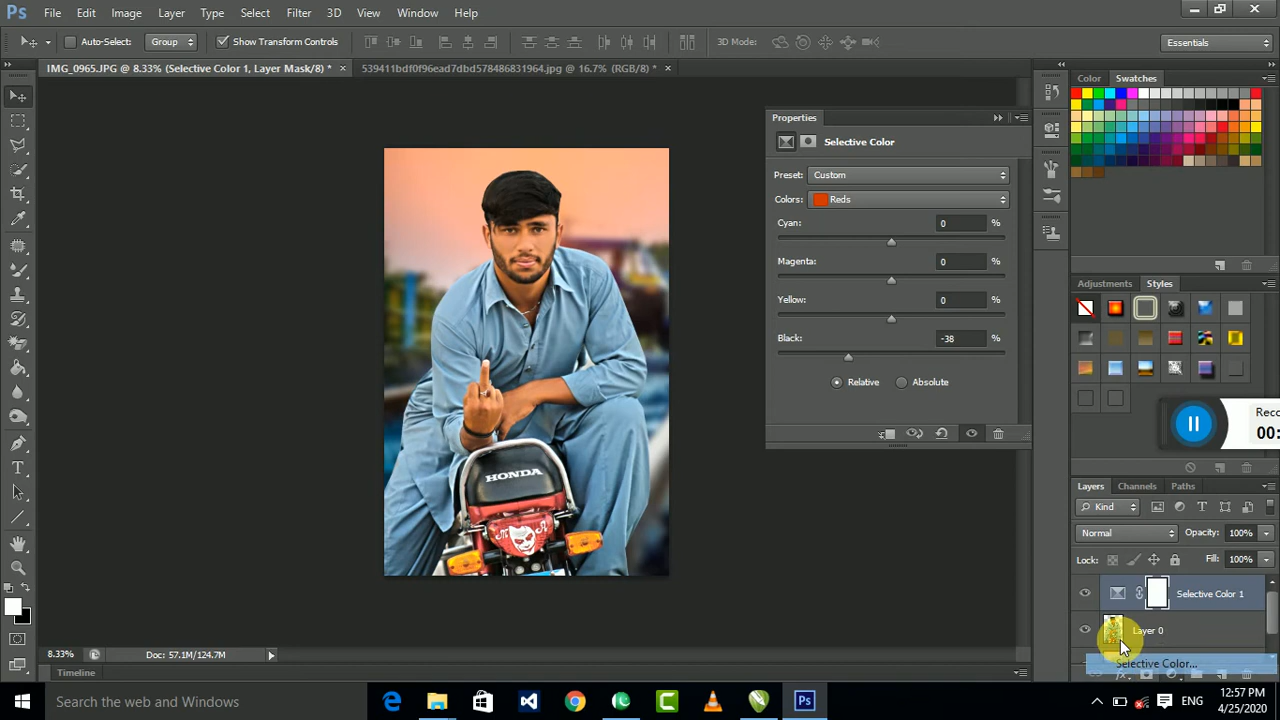 Ps File Edit Image Layer Type Select Filter 3D View Window Help
Auto-Select: Group Show Transform Controls 3D Mode: Essentials
IMG_0965.JPG @ 8.33% (Selective Color 1, Layer Mask/8) * × 539411bdf0f96ead7dbd578486831964.jpg @ 16.7% (RGB/8) * ×
Color Swatches
Properties
Selective Color
Preset: Custom
Colors: Reds
Cyan: 0 %
Magenta: 0 %
Yellow: 0 %
Black: -38 %
Relative Absolute
Adjustments Styles
Reco
00:
HONDA
M A
Layers Channels Paths
Kind
Normal Opacity: 100%
Lock: Fill: 100%
Selective Color 1
Layer 0
Selective Color...
8.33% Doc: 57.1M/124.7M
Timeline
Search the web and Windows
ENG
12:57 PM
4/25/2020